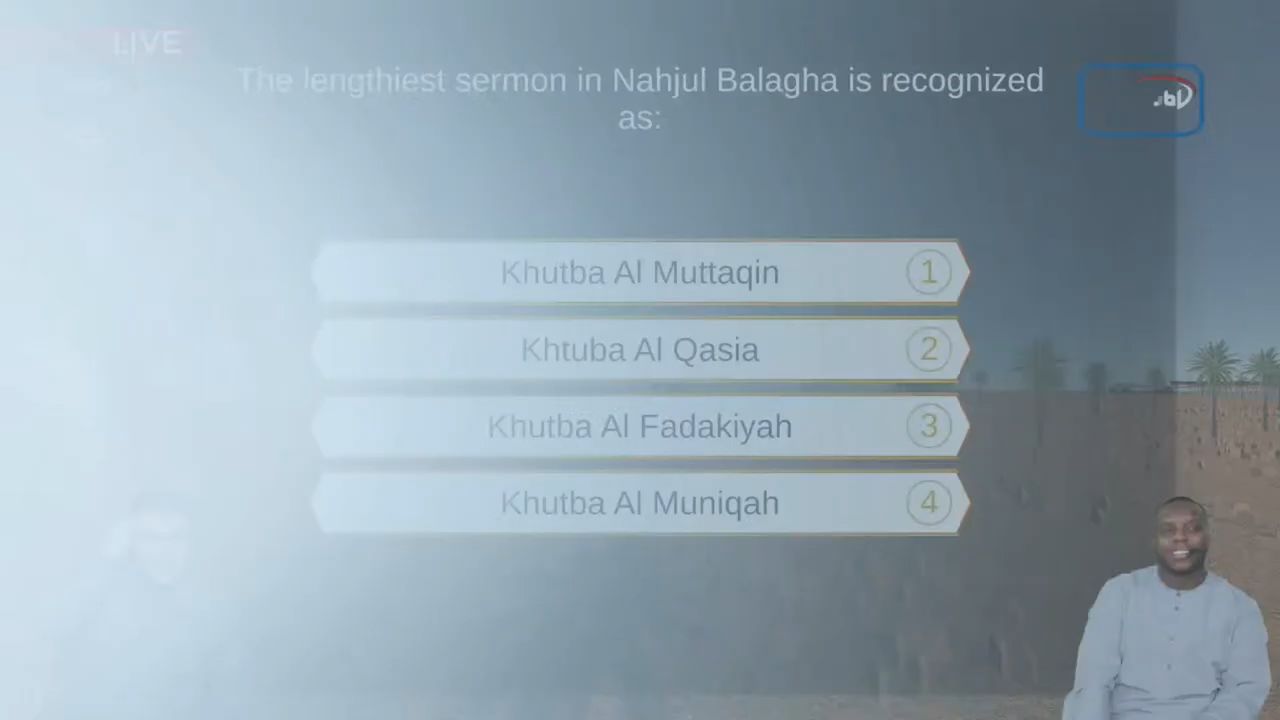 LIVE
The lengthiest sermon in Nahjul Balagha is recognized
as:
Khutba Al Muttaqin 1
Khtuba Al Qasia 2
Khutba Al Fadakiyah 3
Khutba Al Muniqah 4